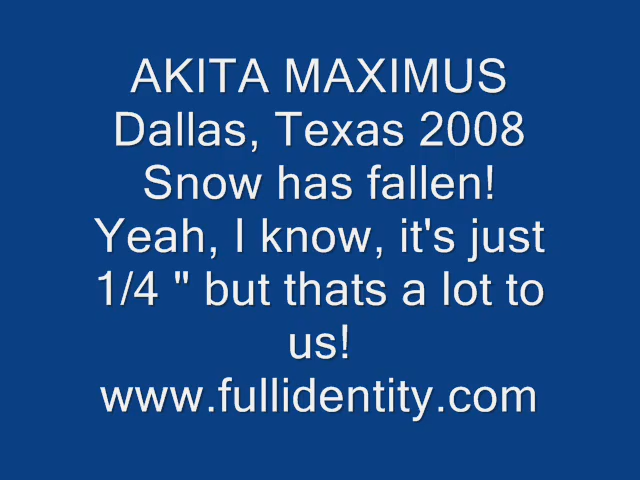 AKITA MAXIMUS
Dallas, Texas 2008
Snow has fallen!
Yeah, I know, it's just
1/4 " but thats a lot to
us!
www.fullidentity.com